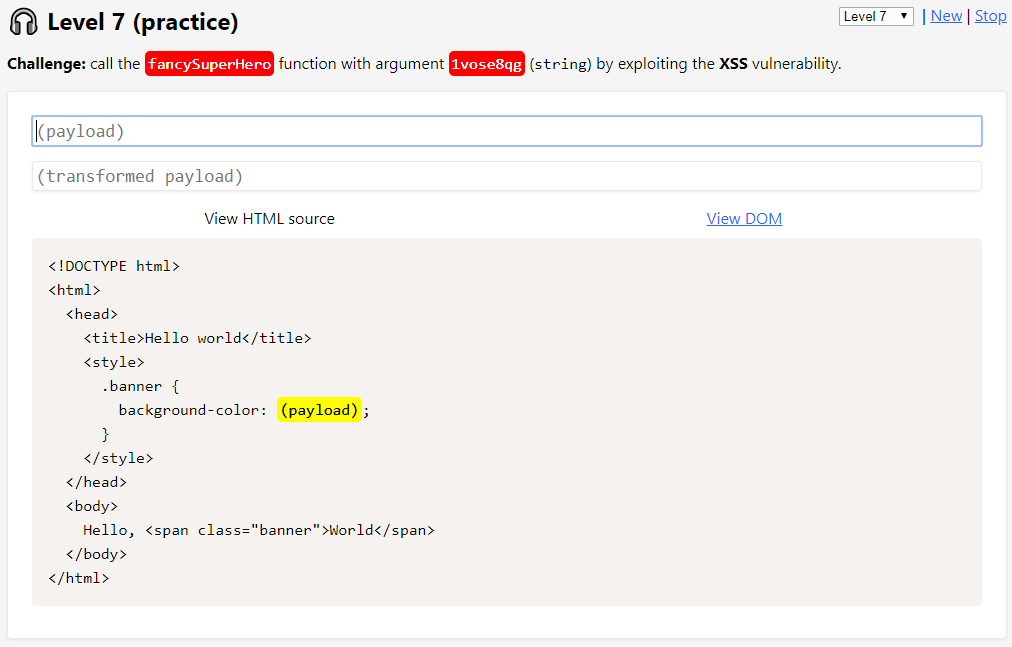 Level 7 (practice)
Level 7 | New | Stop
Challenge: call the fancySuperHero function with argument 1vose8qg (string) by exploiting the XSS vulnerability.
(payload)
(transformed payload)
View HTML source
View DOM
<!DOCTYPE html>
<html>
  <head>
    <title>Hello world</title>
    <style>
      .banner {
        background-color: (payload);
      }
    </style>
  </head>
  <body>
    Hello, <span class="banner">World</span>
  </body>
</html>